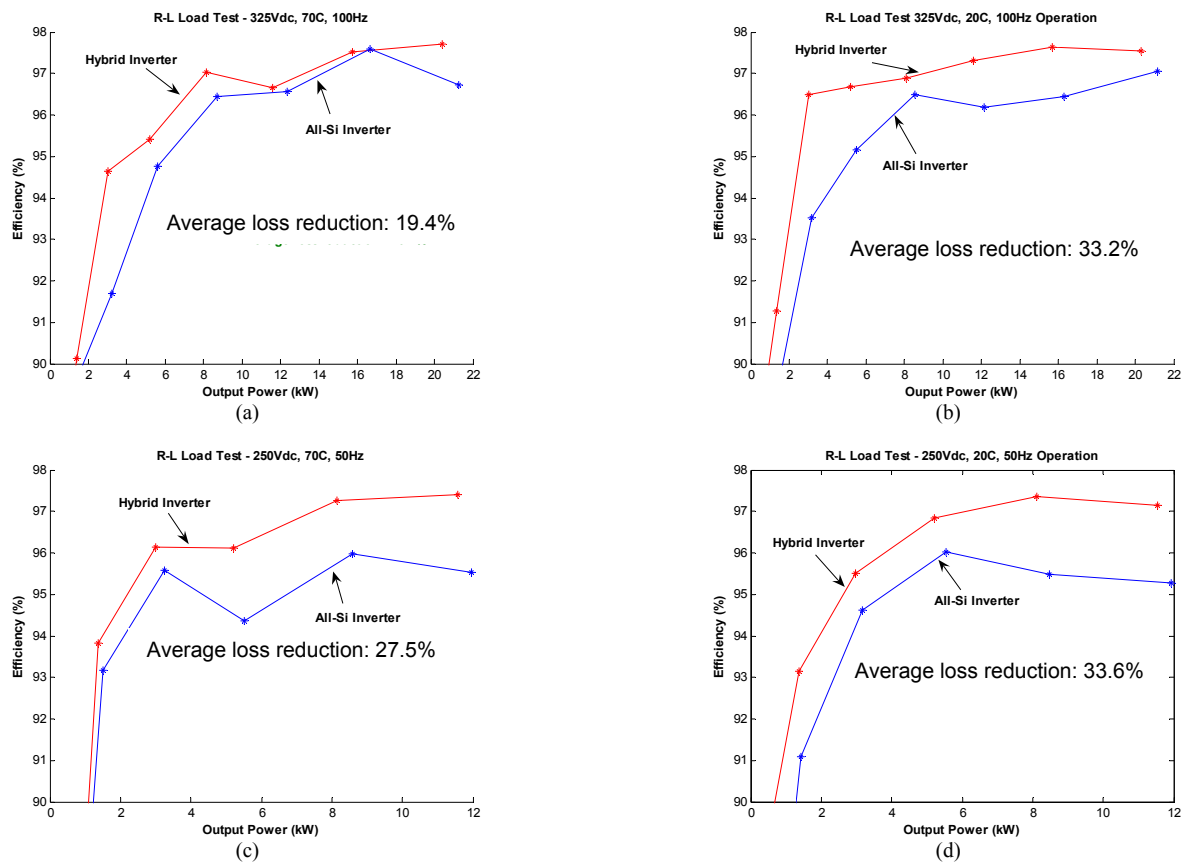 R-L Load Test - 325Vdc, 70C, 100Hz
98
97
96
95
94
93
92
91
90
Efficiency (%)
Hybrid Inverter
All-Si Inverter
Average loss reduction: 19.4%
0 2 4 6 8 10 12 14 16 18 20 22
Output Power (kW)
(a)
R-L Load Test 325Vdc, 20C, 100Hz Operation
98
97
96
95
94
93
92
91
90
Efficiency (%)
Hybrid Inverter
All-Si Inverter
Average loss reduction: 33.2%
0 2 4 6 8 10 12 14 16 18 20 22
Ouput Power (kW)
(b)
R-L Load Test - 250Vdc, 70C, 50Hz
98
97
96
95
94
93
92
91
90
Efficiency (%)
Hybrid Inverter
All-Si Inverter
Average loss reduction: 27.5%
0 2 4 6 8 10 12
Output Power (kW)
(c)
R-L Load Test - 250Vdc, 20C, 50Hz Operation
98
97
96
95
94
93
92
91
90
Efficiency (%)
Hybrid Inverter
All-Si Inverter
Average loss reduction: 33.6%
0 2 4 6 8 10 12
Output Power (kW)
(d)